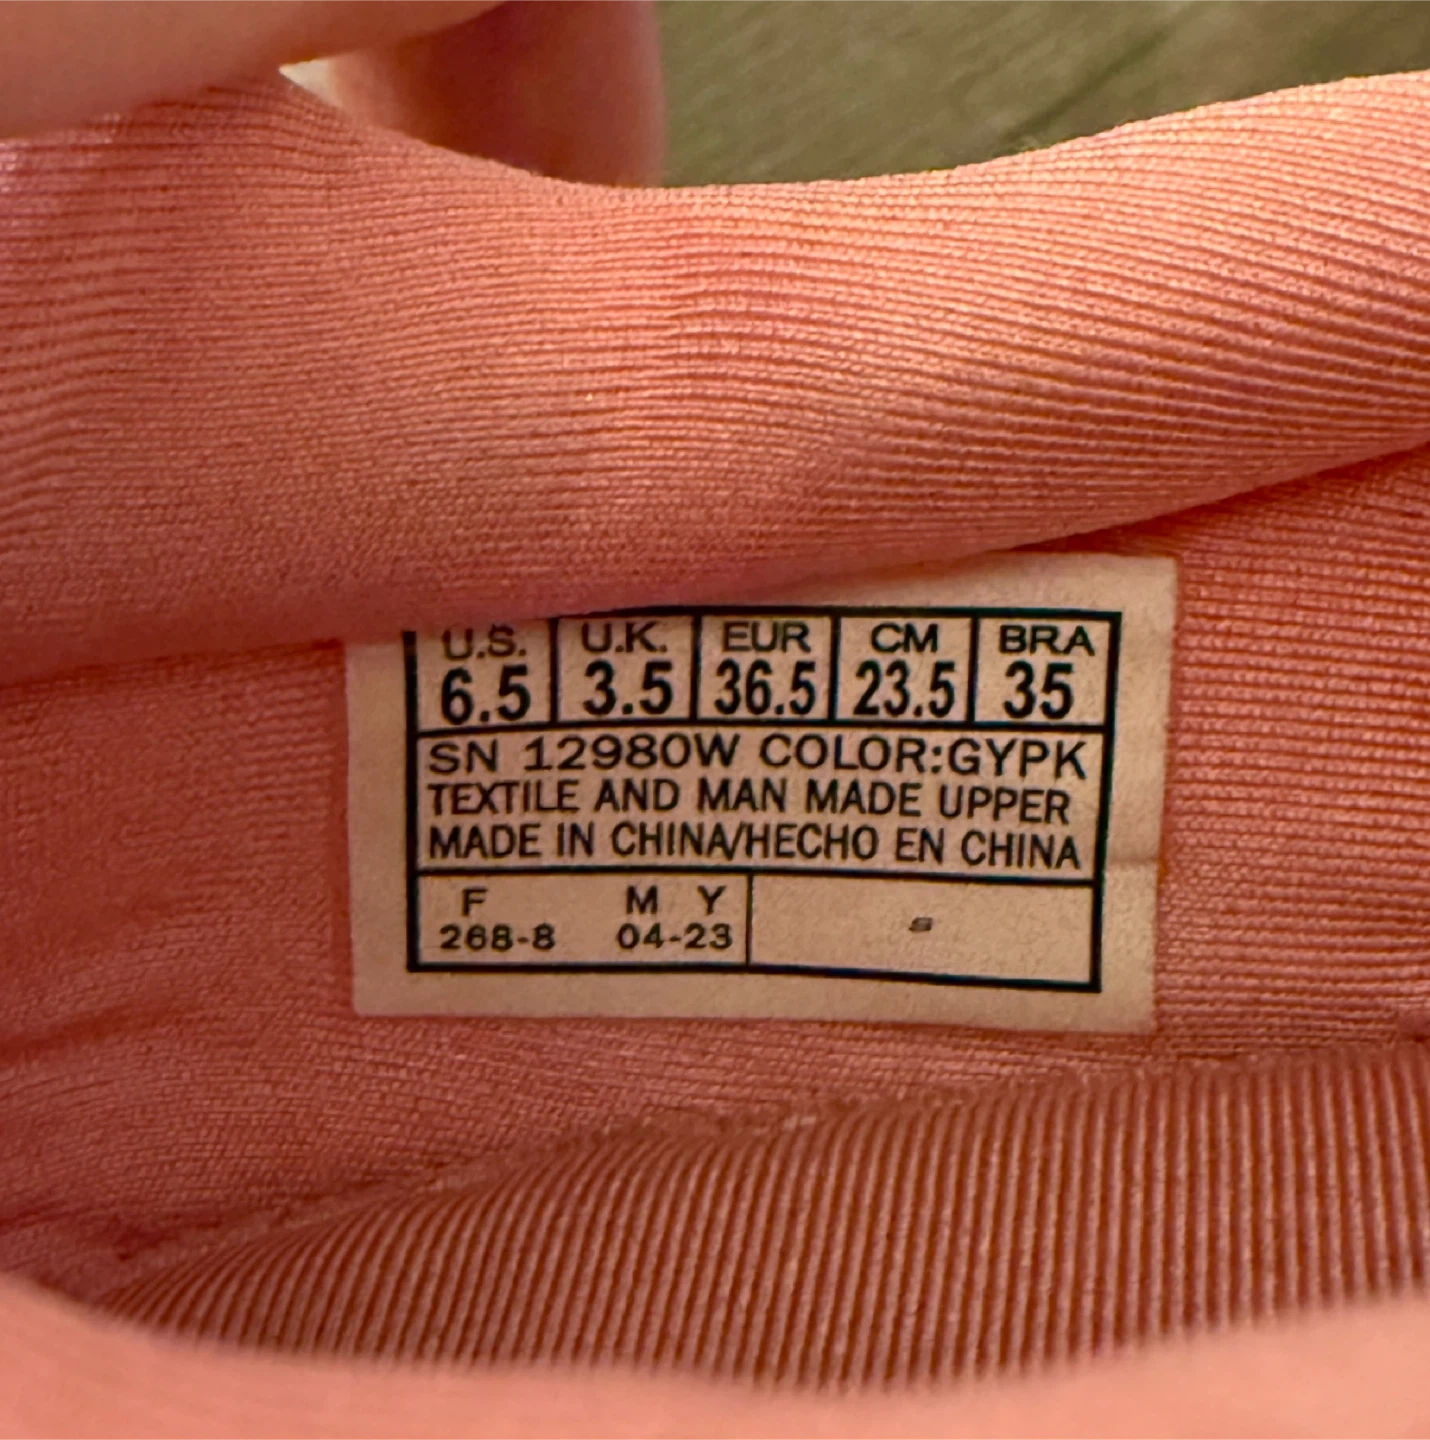 U.S. U.K. EUR CM BRA
6.5 3.5 36.5 23.5 35
SN 12980W COLOR:GYPK
TEXTILE AND MAN MADE UPPER
MADE IN CHINA/HECHO EN CHINA
F M Y
268-8 04-23
s